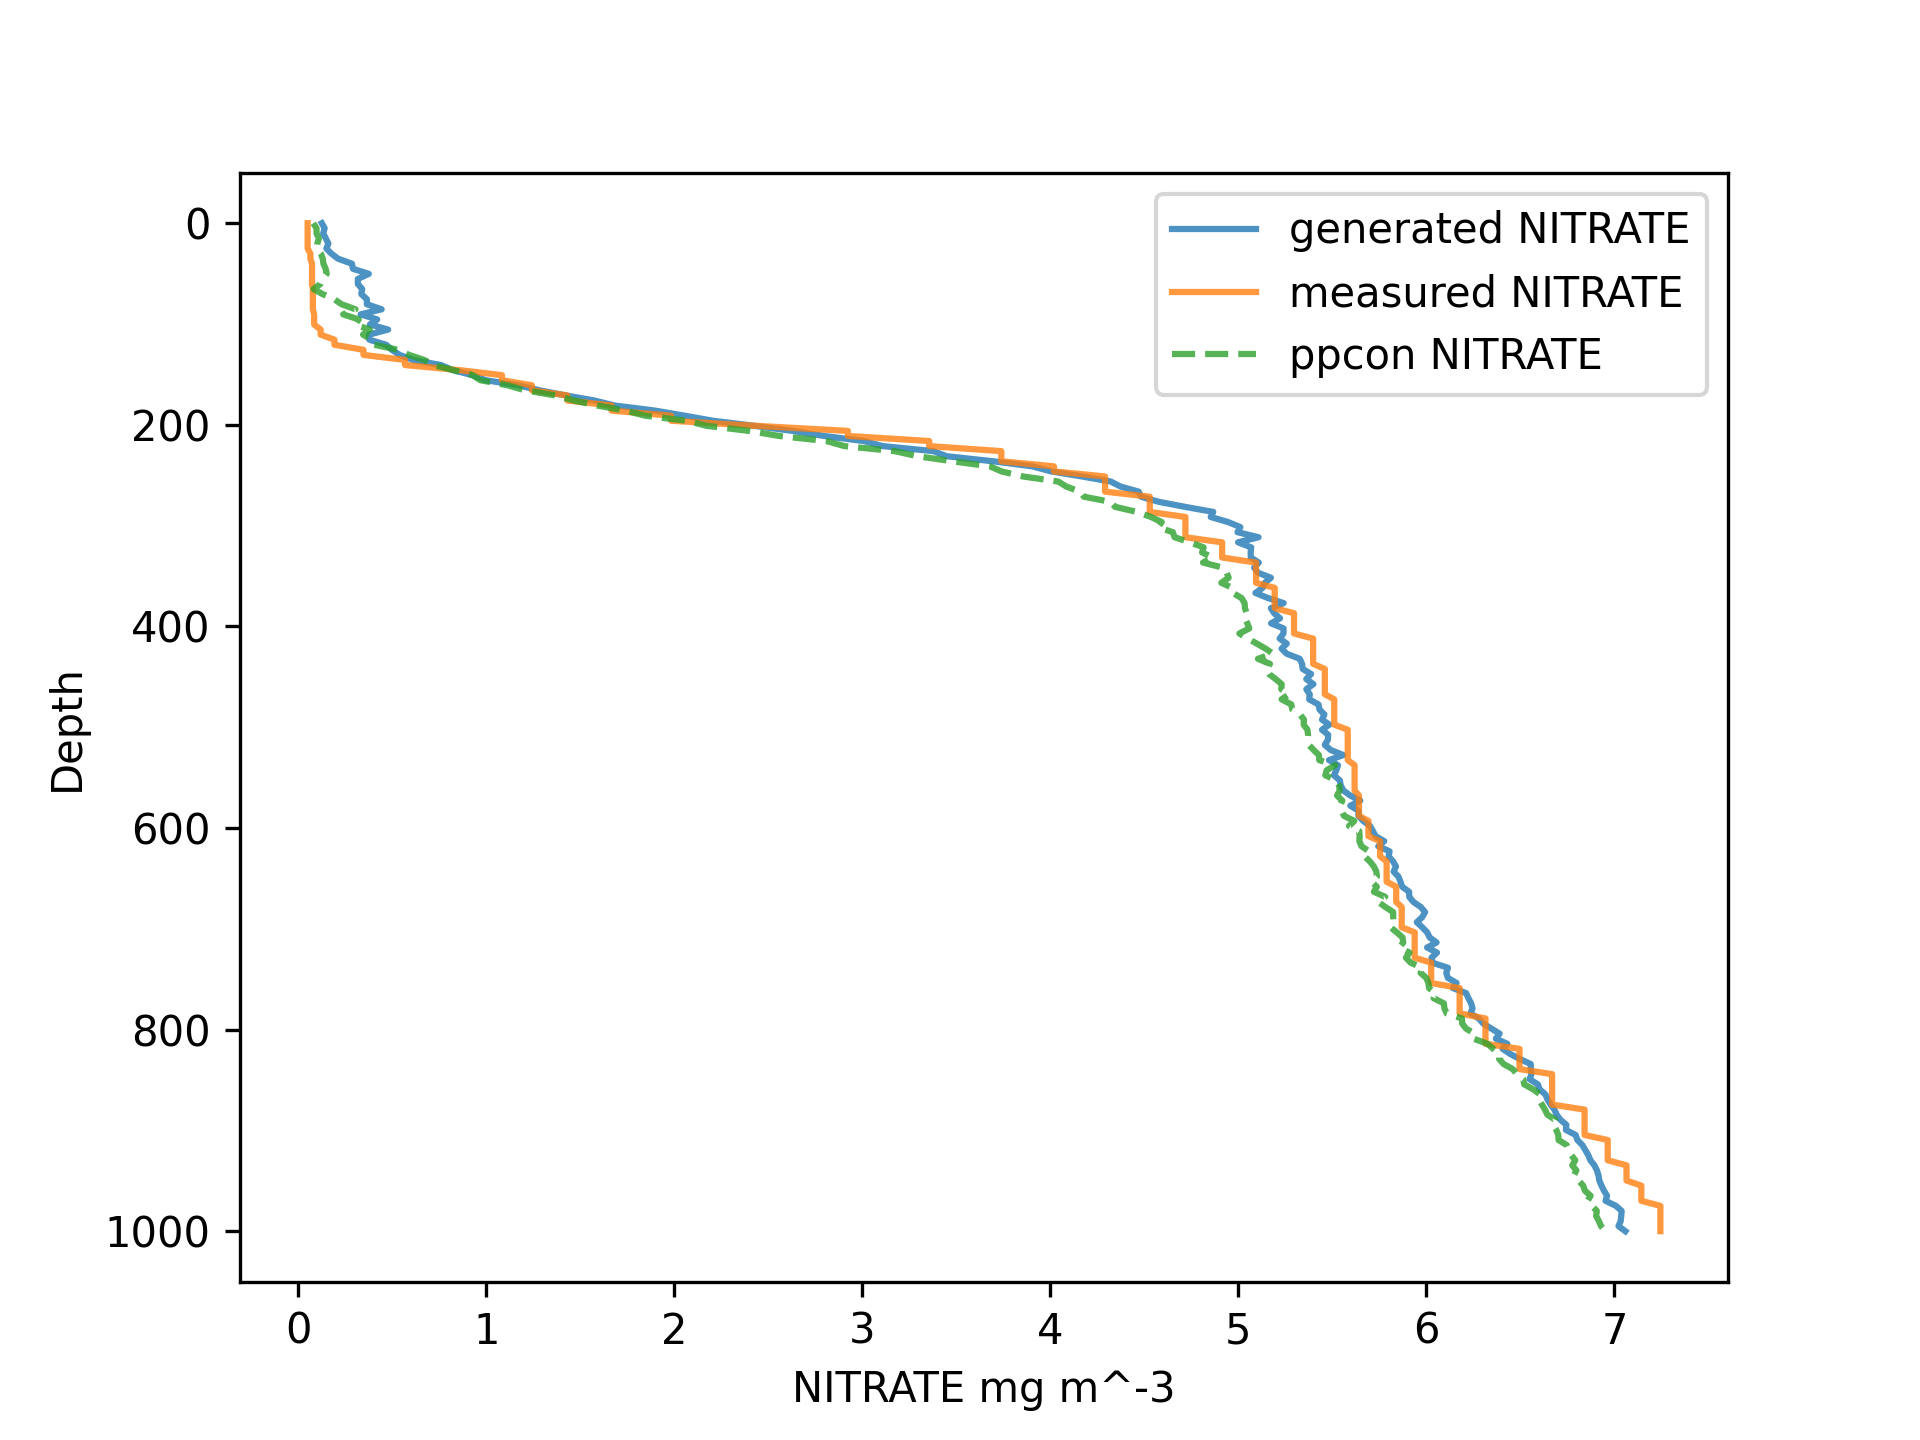 generated NITRATE
measured NITRATE
ppcon NITRATE
0
200
400
600
800
1000
Depth
0 1 2 3 4 5 6 7
NITRATE mg m^-3